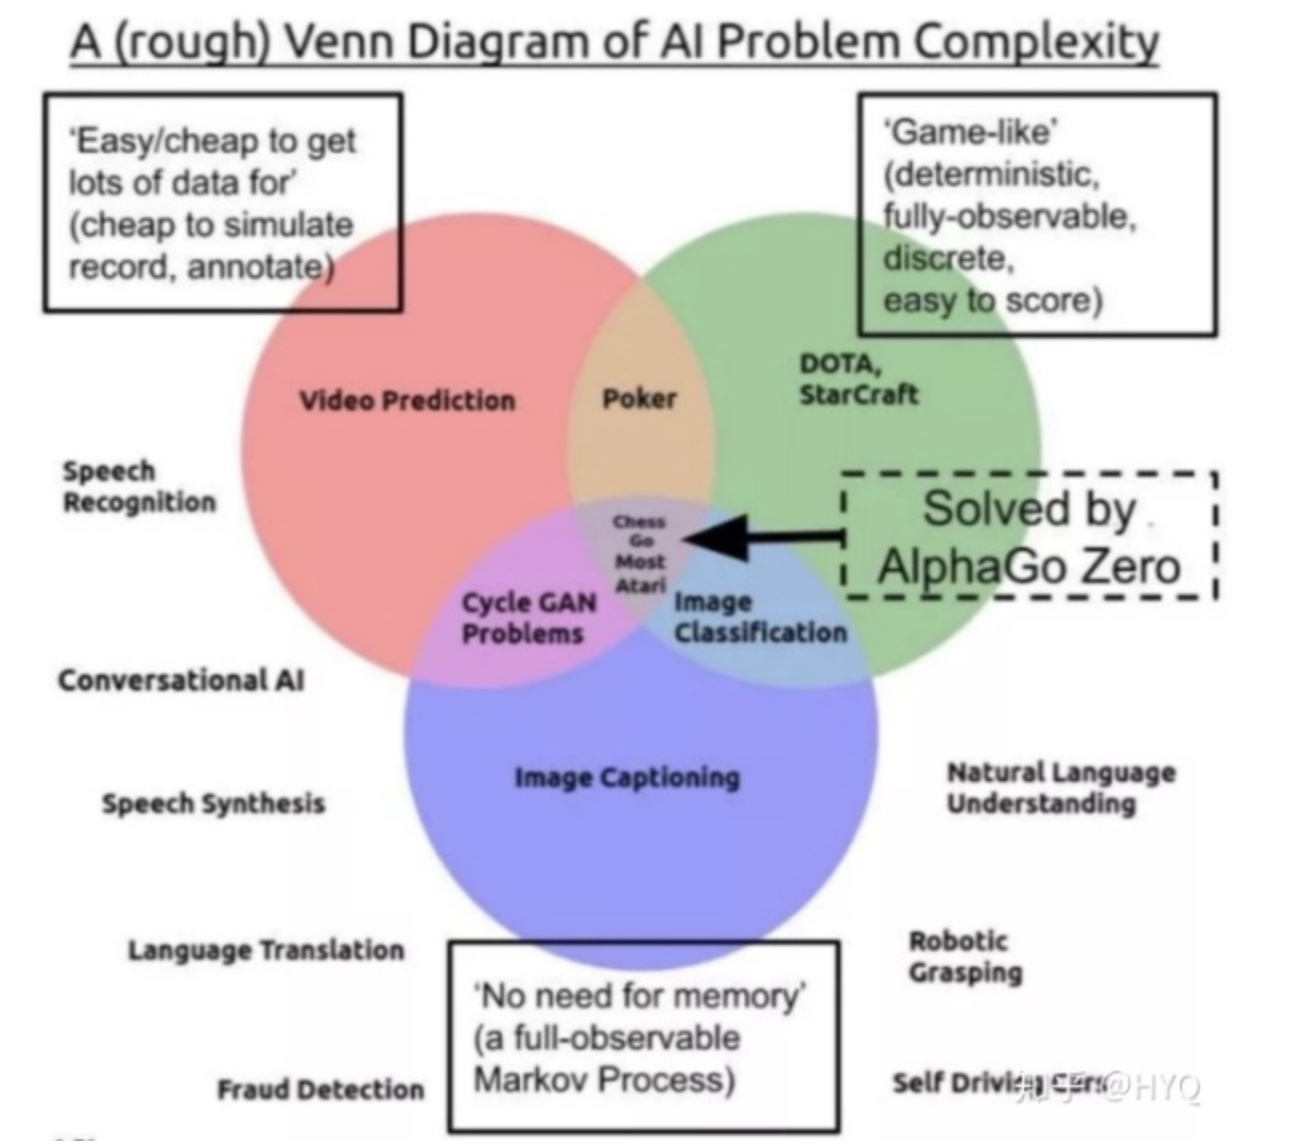 A (rough) Venn Diagram of AI Problem Complexity
‘Easy/cheap to get
lots of data for’
(cheap to simulate
record, annotate)
‘Game-like’
(deterministic,
fully-observable,
discrete,
easy to score)
Video Prediction
Poker
DOTA,
StarCraft
Speech
Recognition
Solved by
AlphaGo Zero
Chess
Go
Most
Atari
Cycle GAN
Problems
Image
Classification
Conversational AI
Image Captioning
Natural Language
Understanding
Speech Synthesis
Language Translation
Robotic
Grasping
‘No need for memory’
(a full-observable
Markov Process)
Fraud Detection
Self Driving Cars
知乎 @HYQ